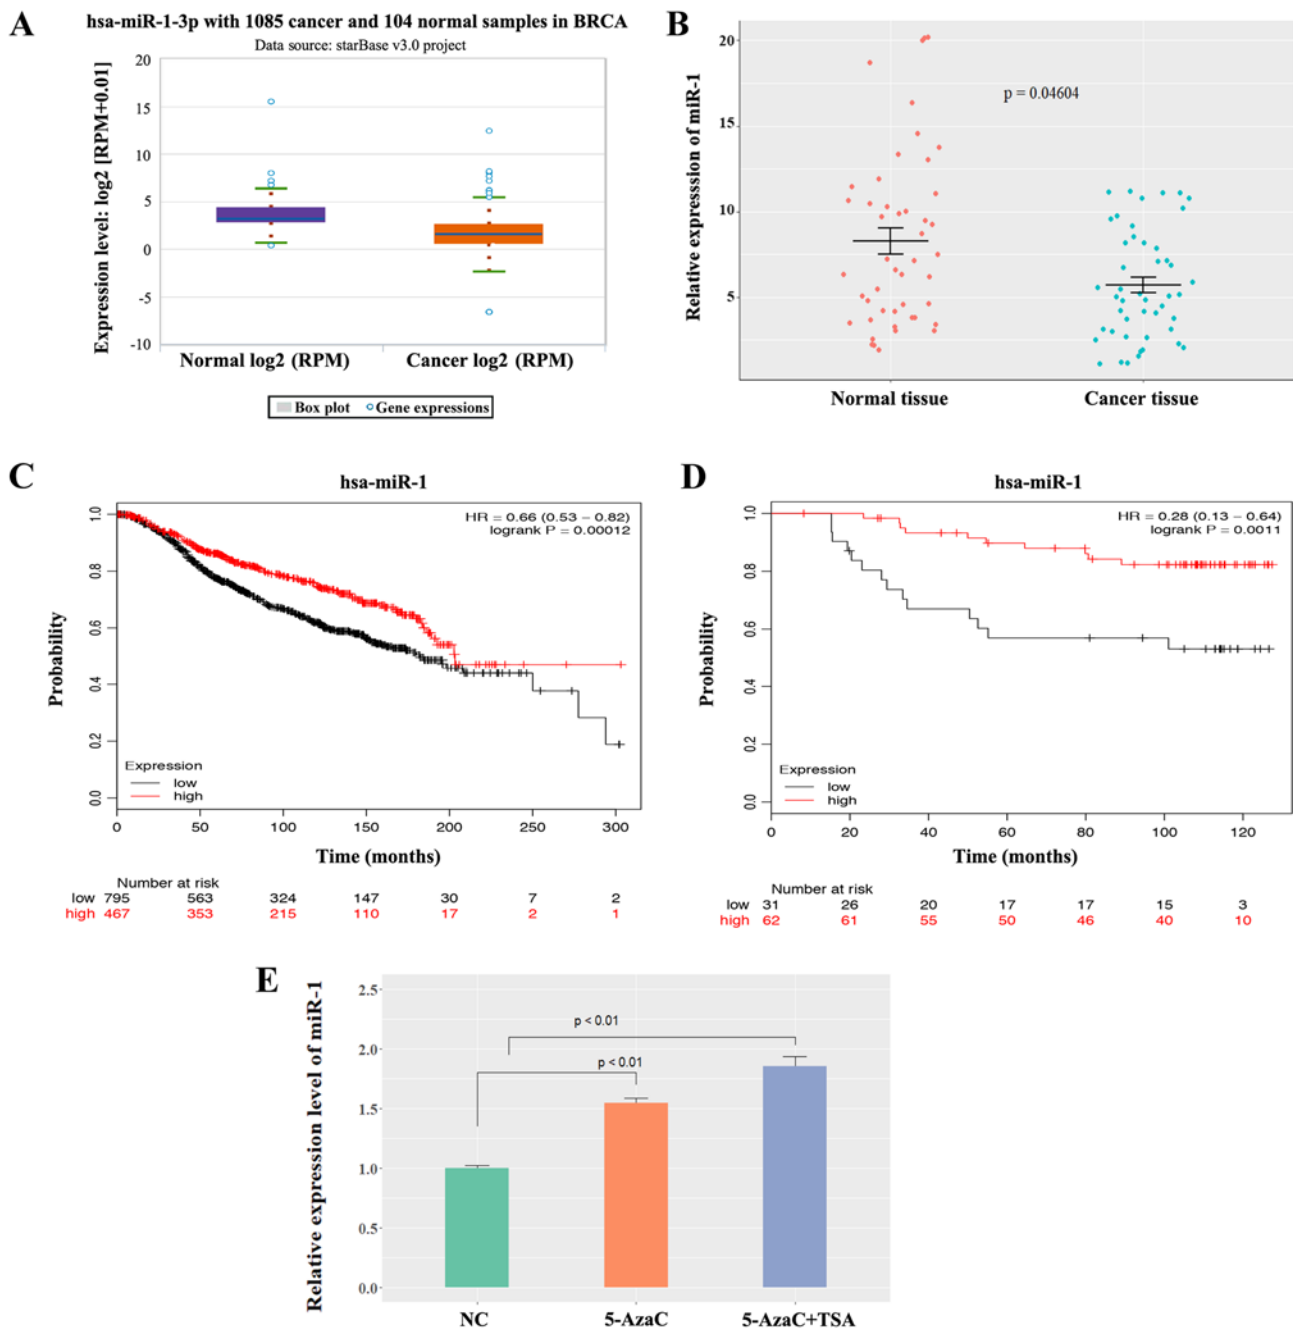 A
hsa-miR-1-3p with 1085 cancer and 104 normal samples in BRCA
Data source: starBase v3.0 project
Expression level: log2 [RPM+0.01]
20
15
10
5
0
-5
-10
Normal log2 (RPM)
Cancer log2 (RPM)
Box plot
Gene expressions
B
Relative expresssion of miR-1
20
15
10
5
p = 0.04604
Normal tissue
Cancer tissue
C
hsa-miR-1
HR = 0.66 (0.53 – 0.82)
logrank P = 0.00012
Probability
1.0
0.8
0.6
0.4
0.2
0.0
Expression
low
high
0 50 100 150 200 250 300
Time (months)
Number at risk
low 795 563 324 147 30 7 2
high 467 353 215 110 17 2 1
D
hsa-miR-1
HR = 0.28 (0.13 – 0.64)
logrank P = 0.0011
Probability
1.0
0.8
0.6
0.4
0.2
0.0
Expression
low
high
0 20 40 60 80 100 120
Time (months)
Number at risk
low 31 26 20 17 17 15 3
high 62 61 55 50 46 40 10
E
Relative expression level of miR-1
2.5
2.0
1.5
1.0
0.5
0.0
p < 0.01
p < 0.01
NC
5-AzaC
5-AzaC+TSA